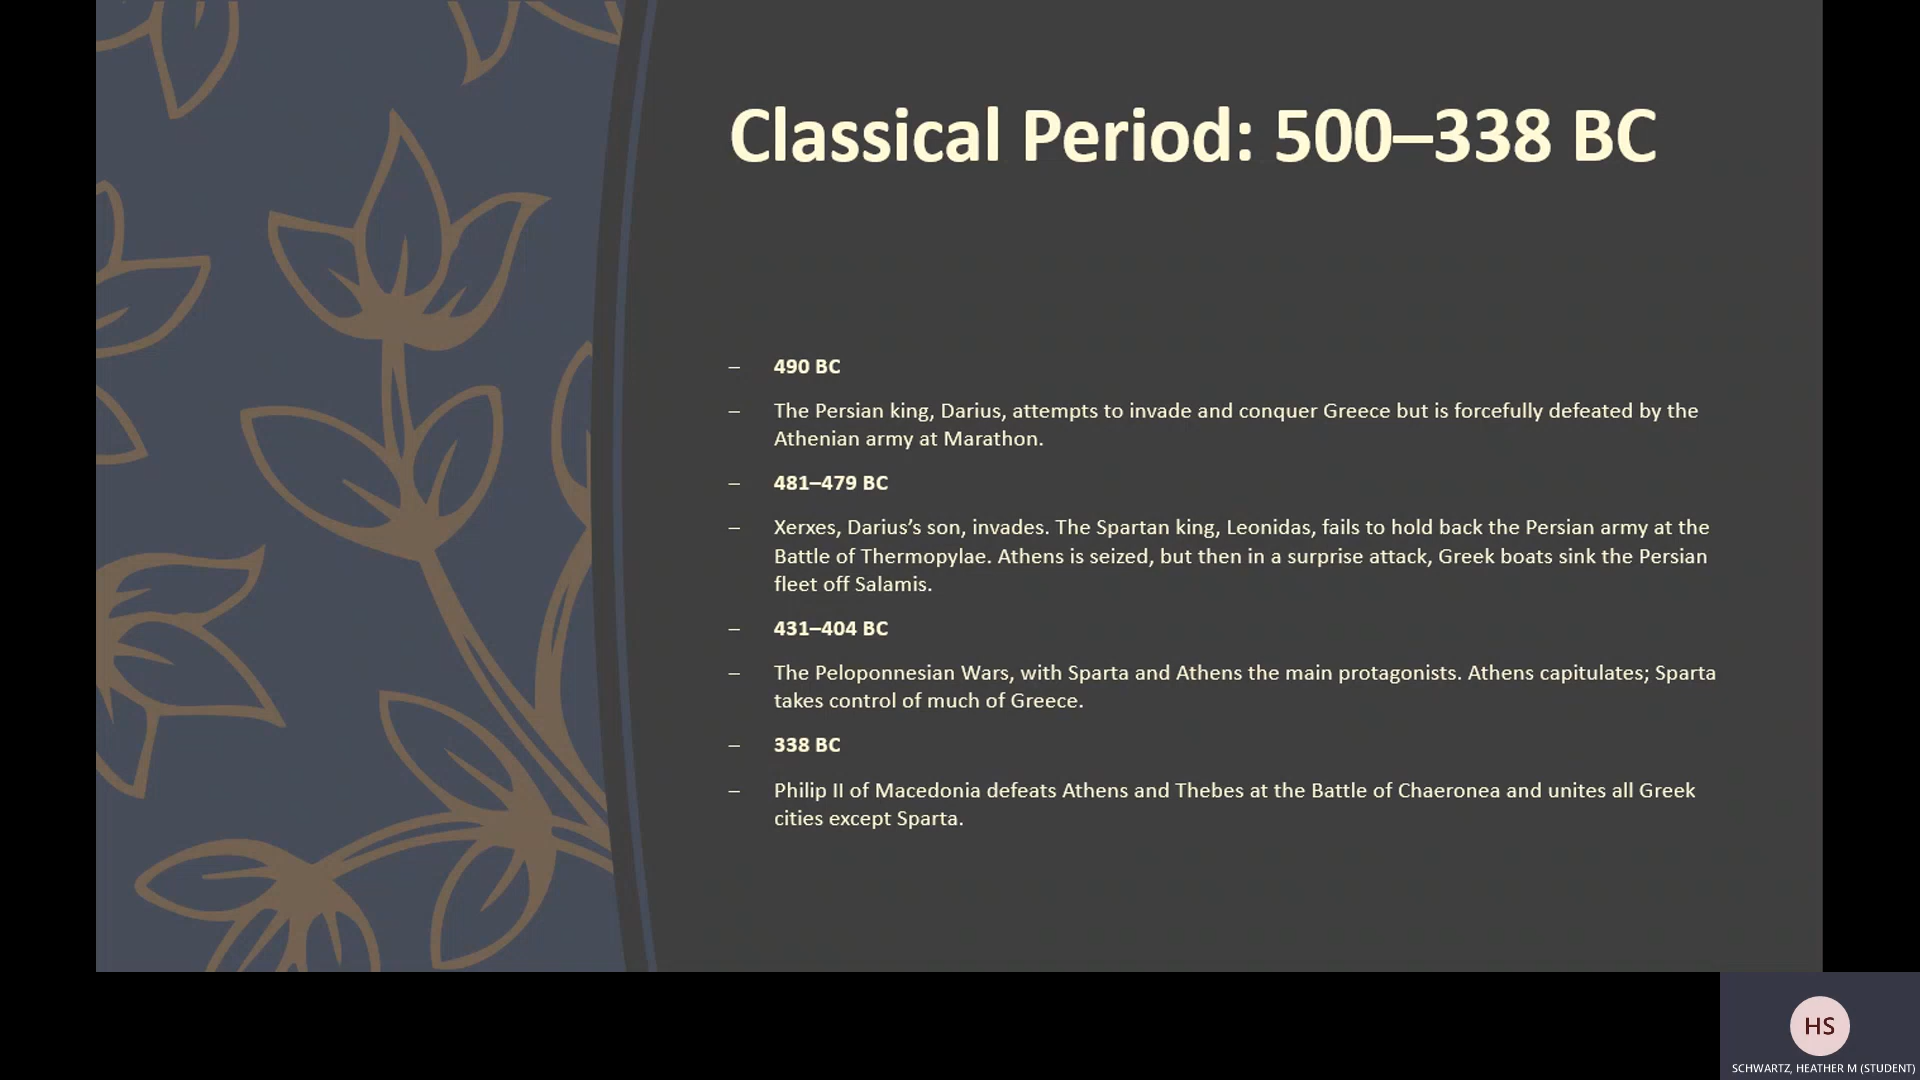 Classical Period: 500–338 BC
– 490 BC
– The Persian king, Darius, attempts to invade and conquer Greece but is forcefully defeated by the
Athenian army at Marathon.
– 481–479 BC
– Xerxes, Darius’s son, invades. The Spartan king, Leonidas, fails to hold back the Persian army at the
Battle of Thermopylae. Athens is seized, but then in a surprise attack, Greek boats sink the Persian
fleet off Salamis.
– 431–404 BC
– The Peloponnesian Wars, with Sparta and Athens the main protagonists. Athens capitulates; Sparta
takes control of much of Greece.
– 338 BC
– Philip II of Macedonia defeats Athens and Thebes at the Battle of Chaeronea and unites all Greek
cities except Sparta.
HS
SCHWARTZ, HEATHER M (STUDENT)